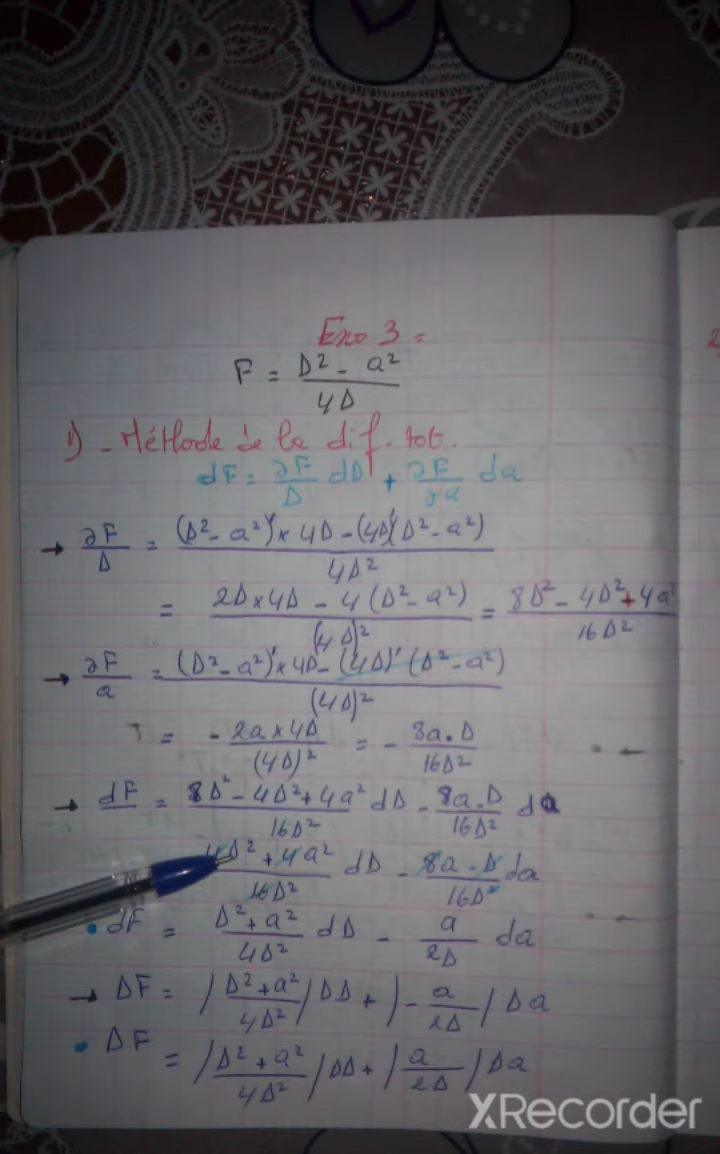 Exo 3 =
F = D² - a² / 4D
1) - Méthode de la dif. tot.
dF = ∂F/D dD + ∂F/∂a da
→ ∂F/D = (D² - a²)' × 4D - (4D)'(D² - a²) / 4D²
= 2D × 4D - 4 (D² - a²) / (4D)² = 8D² - 4D² + 4a² / 16D²
→ ∂F/a = (D² - a²)' × 4D - (4D)' (D² - a²) / (4D)²
= - 2a × 4D / (4D)² = - 8a.D / 16D²
→ dF = 8D² - 4D² + 4a² / 16D² dD - 8a.D / 16D² da
4D² + 4a² / 16D² dD - 8a.D / 16D² da
• dF = D² + a² / 4D² dD - a / 2D da
→ ΔF = / D² + a² / 4D² / ΔD + / - a / 2D / Δa
• ΔF = / D² + a² / 4D² / ΔD + / a / 2D / Δa
XRecorder